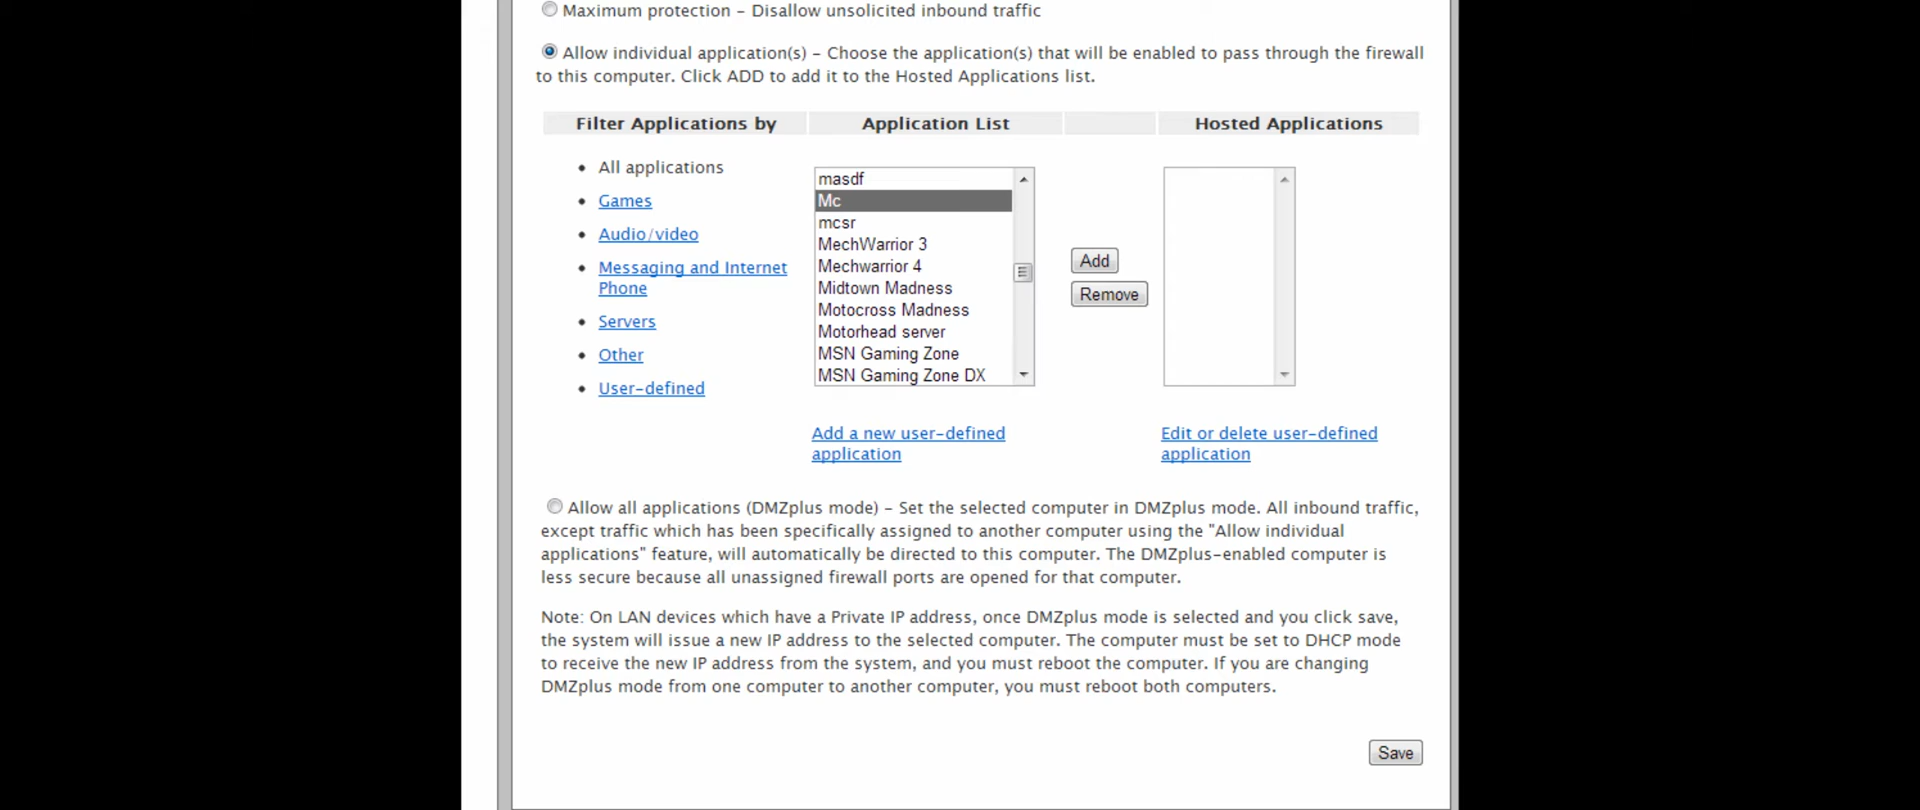 Maximum protection – Disallow unsolicited inbound traffic
Allow individual application(s) – Choose the application(s) that will be enabled to pass through the firewall
to this computer. Click ADD to add it to the Hosted Applications list.
Filter Applications by
Application List
Hosted Applications
All applications
Games
Audio/video
Messaging and Internet
Phone
Servers
Other
User-defined
masdf
Mc
mcsr
MechWarrior 3
Mechwarrior 4
Midtown Madness
Motocross Madness
Motorhead server
MSN Gaming Zone
MSN Gaming Zone DX
Add
Remove
Add a new user-defined
application
Edit or delete user-defined
application
Allow all applications (DMZplus mode) – Set the selected computer in DMZplus mode. All inbound traffic,
except traffic which has been specifically assigned to another computer using the "Allow individual
applications" feature, will automatically be directed to this computer. The DMZplus-enabled computer is
less secure because all unassigned firewall ports are opened for that computer.
Note: On LAN devices which have a Private IP address, once DMZplus mode is selected and you click save,
the system will issue a new IP address to the selected computer. The computer must be set to DHCP mode
to receive the new IP address from the system, and you must reboot the computer. If you are changing
DMZplus mode from one computer to another computer, you must reboot both computers.
Save